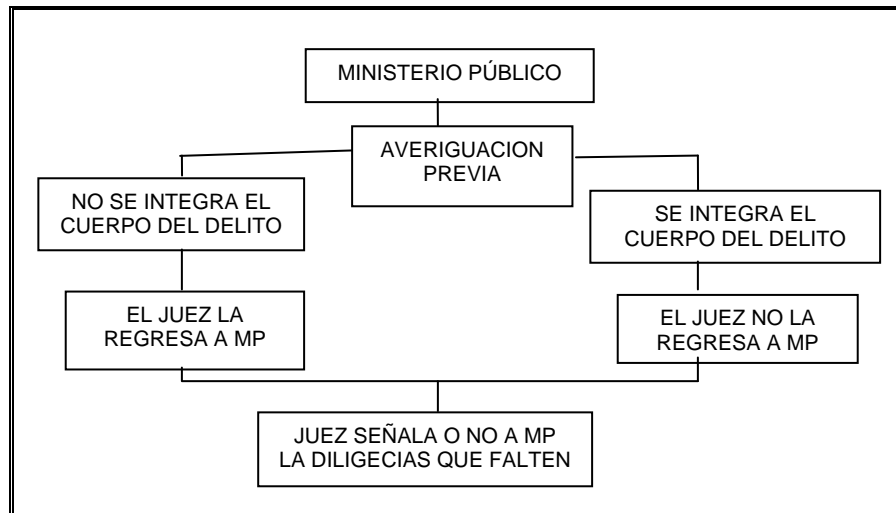 MINISTERIO PÚBLICO
AVERIGUACION
PREVIA
NO SE INTEGRA EL
CUERPO DEL DELITO
SE INTEGRA EL
CUERPO DEL DELITO
EL JUEZ LA
REGRESA A MP
EL JUEZ NO LA
REGRESA A MP
JUEZ SEÑALA O NO A MP
LA DILIGECIAS QUE FALTEN